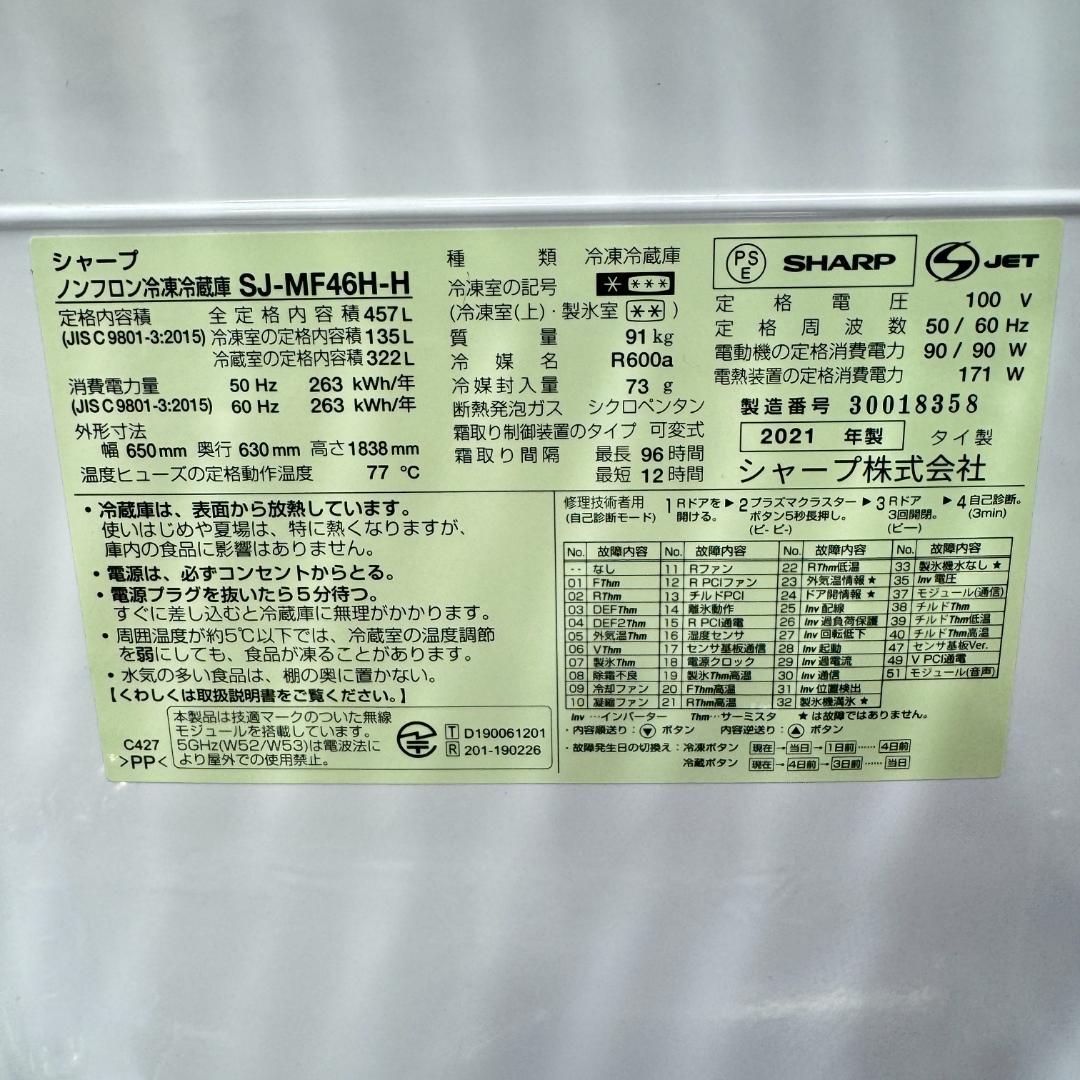 シャープ
ノンフロン冷凍冷蔵庫 SJ-MF46H-H
定格内容積 全定格内容積 457L
(JIS C 9801-3:2015) 冷凍室の定格内容積 135L
冷蔵室の定格内容積 322L
消費電力量 50 Hz 263 kWh/年
(JIS C 9801-3:2015) 60 Hz 263 kWh/年
外形寸法
幅 650mm 奥行 630mm 高さ 1838mm
温度ヒューズの定格動作温度 77 ℃
種類 冷凍冷蔵庫
冷凍室の記号 * ***
(冷凍室(上)・製氷室 ** )
質量 91 kg
冷媒名 R600a
冷媒封入量 73 g
断熱発泡ガス シクロペンタン
霜取り制御装置のタイプ 可変式
霜取り間隔 最長 96 時間
最短 12 時間
PS E SHARP S JET
定格電圧 100 V
定格周波数 50 / 60 Hz
電動機の定格消費電力 90 / 90 W
電熱装置の定格消費電力 171 W
製造番号 30018358
2021 年製 タイ製
シャープ株式会社
・冷蔵庫は、表面から放熱しています。
使いはじめや夏場は、特に熱くなりますが、
庫内の食品に影響はありません。
・電源は、必ずコンセントからとる。
・電源プラグを抜いたら5分待つ。
すぐに差し込むと冷蔵庫に無理がかかります。
・周囲温度が約5℃以下では、冷蔵室の温度調節
を弱にしても、食品が凍ることがあります。
・水気の多い食品は、棚の奥に置かない。
【くわしくは取扱説明書をご覧ください。】
C427
>PP<
本製品は技適マークのついた無線
モジュールを搭載しています。
5GHz(W52/W53)は電波法に
より屋外での使用禁止。
T D190061201
R 201-190226
修理技術者用 1 Rドアを ▶ 2 プラズマクラスター ▶ 3 Rドア ▶ 4 自己診断。
(自己診断モード) 開ける。 ボタン5秒長押し。 3回開閉。 (3min)
(ピ- ピ-) (ピー)
No. 故障内容 No. 故障内容 No. 故障内容 No. 故障内容
-- なし 11 Rファン 22 RThm低温 33 製氷機水なし★
01 FThm 12 R PCIファン 23 外気温情報★ 35 Inv 電圧
02 RThm 13 チルドPCI 24 ドア開情報★ 37 モジュール(通信)
03 DEFThm 14 離氷動作 25 Inv 配線 38 チルドThm
04 DEF2Thm 15 R PCI通電 26 Inv 過負荷保護 39 チルドThm低温
05 外気温Thm 16 湿度センサ 27 Inv 回転低下 40 チルドThm高温
06 VThm 17 センサ基板通信 28 Inv 起動 47 センサ基板Ver.
07 製氷Thm 18 電源クロック 29 Inv 過電流 49 V PCI通電
08 除霜不良 19 製氷Thm高温 30 Inv 通信 51 モジュール(音声)
09 冷却ファン 20 FThm高温 31 Inv 位置検出
10 凝縮ファン 21 RThm高温 32 製氷機満氷★
Inv …インバーター Thm…サーミスタ ★は故障ではありません。
・内容順送り：▼ ボタン 内容逆送り：▲ ボタン
・故障発生日の切換え：冷凍ボタン 現在→当日→1日前……4日前
冷蔵ボタン 現在→4日前→3日前……当日